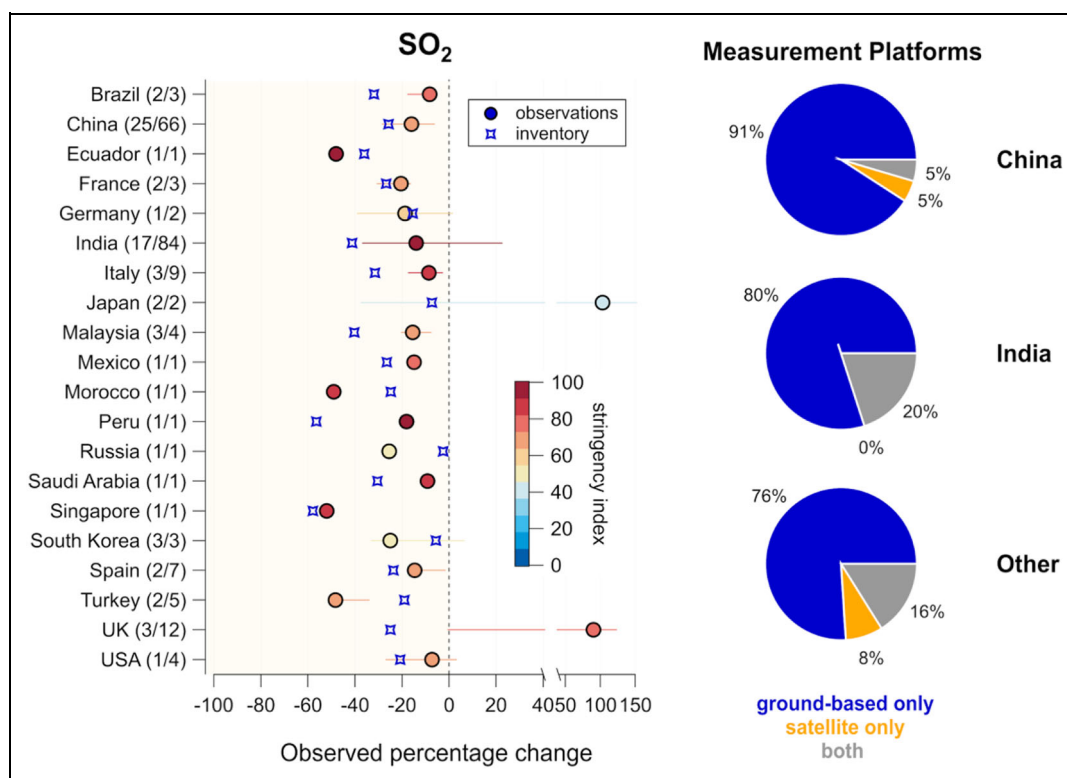 SO2
Measurement Platforms
Brazil (2/3)
China (25/66)
Ecuador (1/1)
France (2/3)
Germany (1/2)
India (17/84)
Italy (3/9)
Japan (2/2)
Malaysia (3/4)
Mexico (1/1)
Morocco (1/1)
Peru (1/1)
Russia (1/1)
Saudi Arabia (1/1)
Singapore (1/1)
South Korea (3/3)
Spain (2/7)
Turkey (2/5)
UK (3/12)
USA (1/4)
observations
inventory
100
80
60
40
20
0
stringency index
-100 -80 -60 -40 -20 0 20 40 50 100 150
Observed percentage change
91%
5%
5%
China
80%
20%
0%
India
76%
16%
8%
Other
ground-based only
satellite only
both